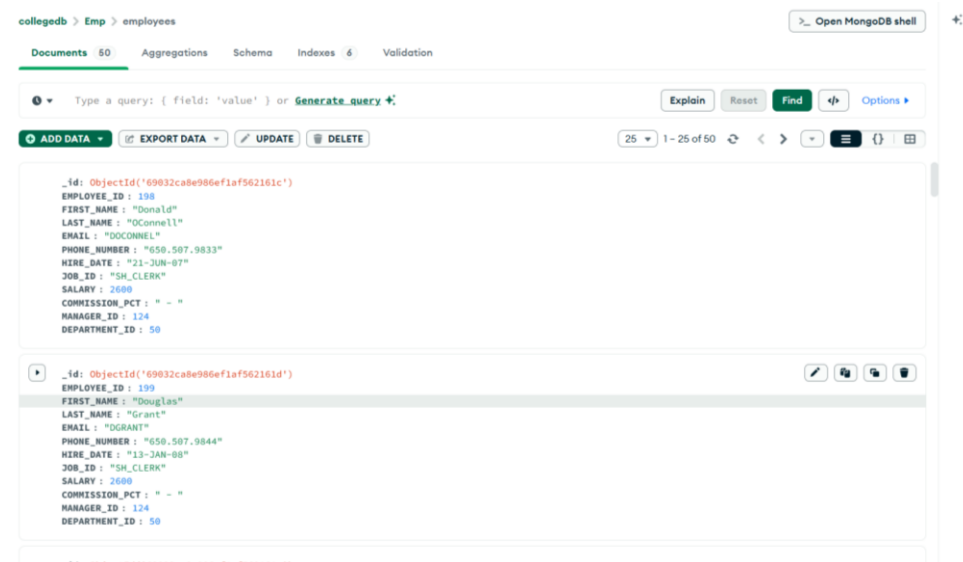 collegedb > Emp > employees
>_ Open MongoDB shell
Documents 50 Aggregations Schema Indexes 6 Validation
Type a query: { field: 'value' } or Generate query
Explain Reset Find </> Options
ADD DATA EXPORT DATA UPDATE DELETE
25 1 – 25 of 50 {}
_id: ObjectId('69032ca8e986ef1af562161c')
EMPLOYEE_ID : 198
FIRST_NAME : "Donald"
LAST_NAME : "OConnell"
EMAIL : "DOCONNEL"
PHONE_NUMBER : "650.507.9833"
HIRE_DATE : "21-JUN-07"
JOB_ID : "SH_CLERK"
SALARY : 2600
COMMISSION_PCT : " - "
MANAGER_ID : 124
DEPARTMENT_ID : 50
_id: ObjectId('69032ca8e986ef1af562161d')
EMPLOYEE_ID : 199
FIRST_NAME : "Douglas"
LAST_NAME : "Grant"
EMAIL : "DGRANT"
PHONE_NUMBER : "650.507.9844"
HIRE_DATE : "13-JAN-08"
JOB_ID : "SH_CLERK"
SALARY : 2600
COMMISSION_PCT : " - "
MANAGER_ID : 124
DEPARTMENT_ID : 50